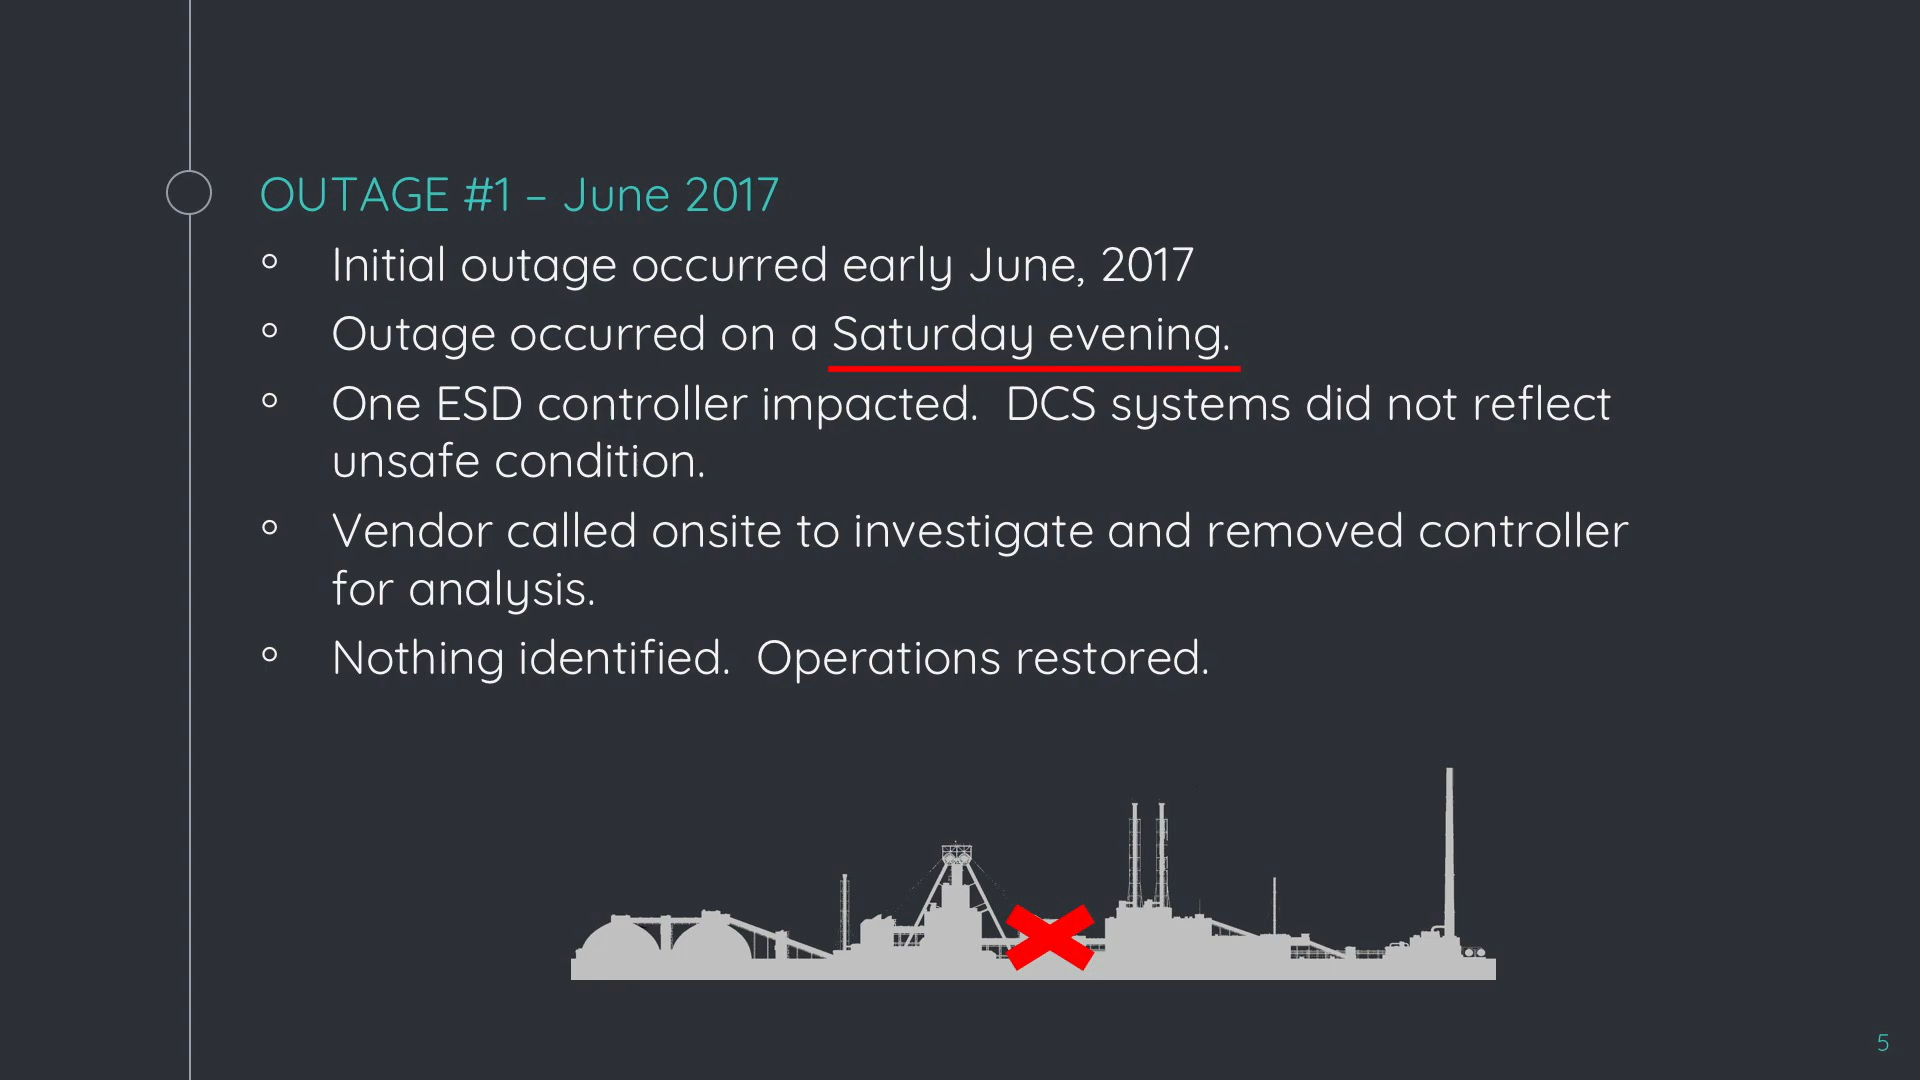 OUTAGE #1 – June 2017
Initial outage occurred early June, 2017
Outage occurred on a Saturday evening.
One ESD controller impacted.  DCS systems did not reflect
unsafe condition.
Vendor called onsite to investigate and removed controller
for analysis.
Nothing identified.  Operations restored.
5